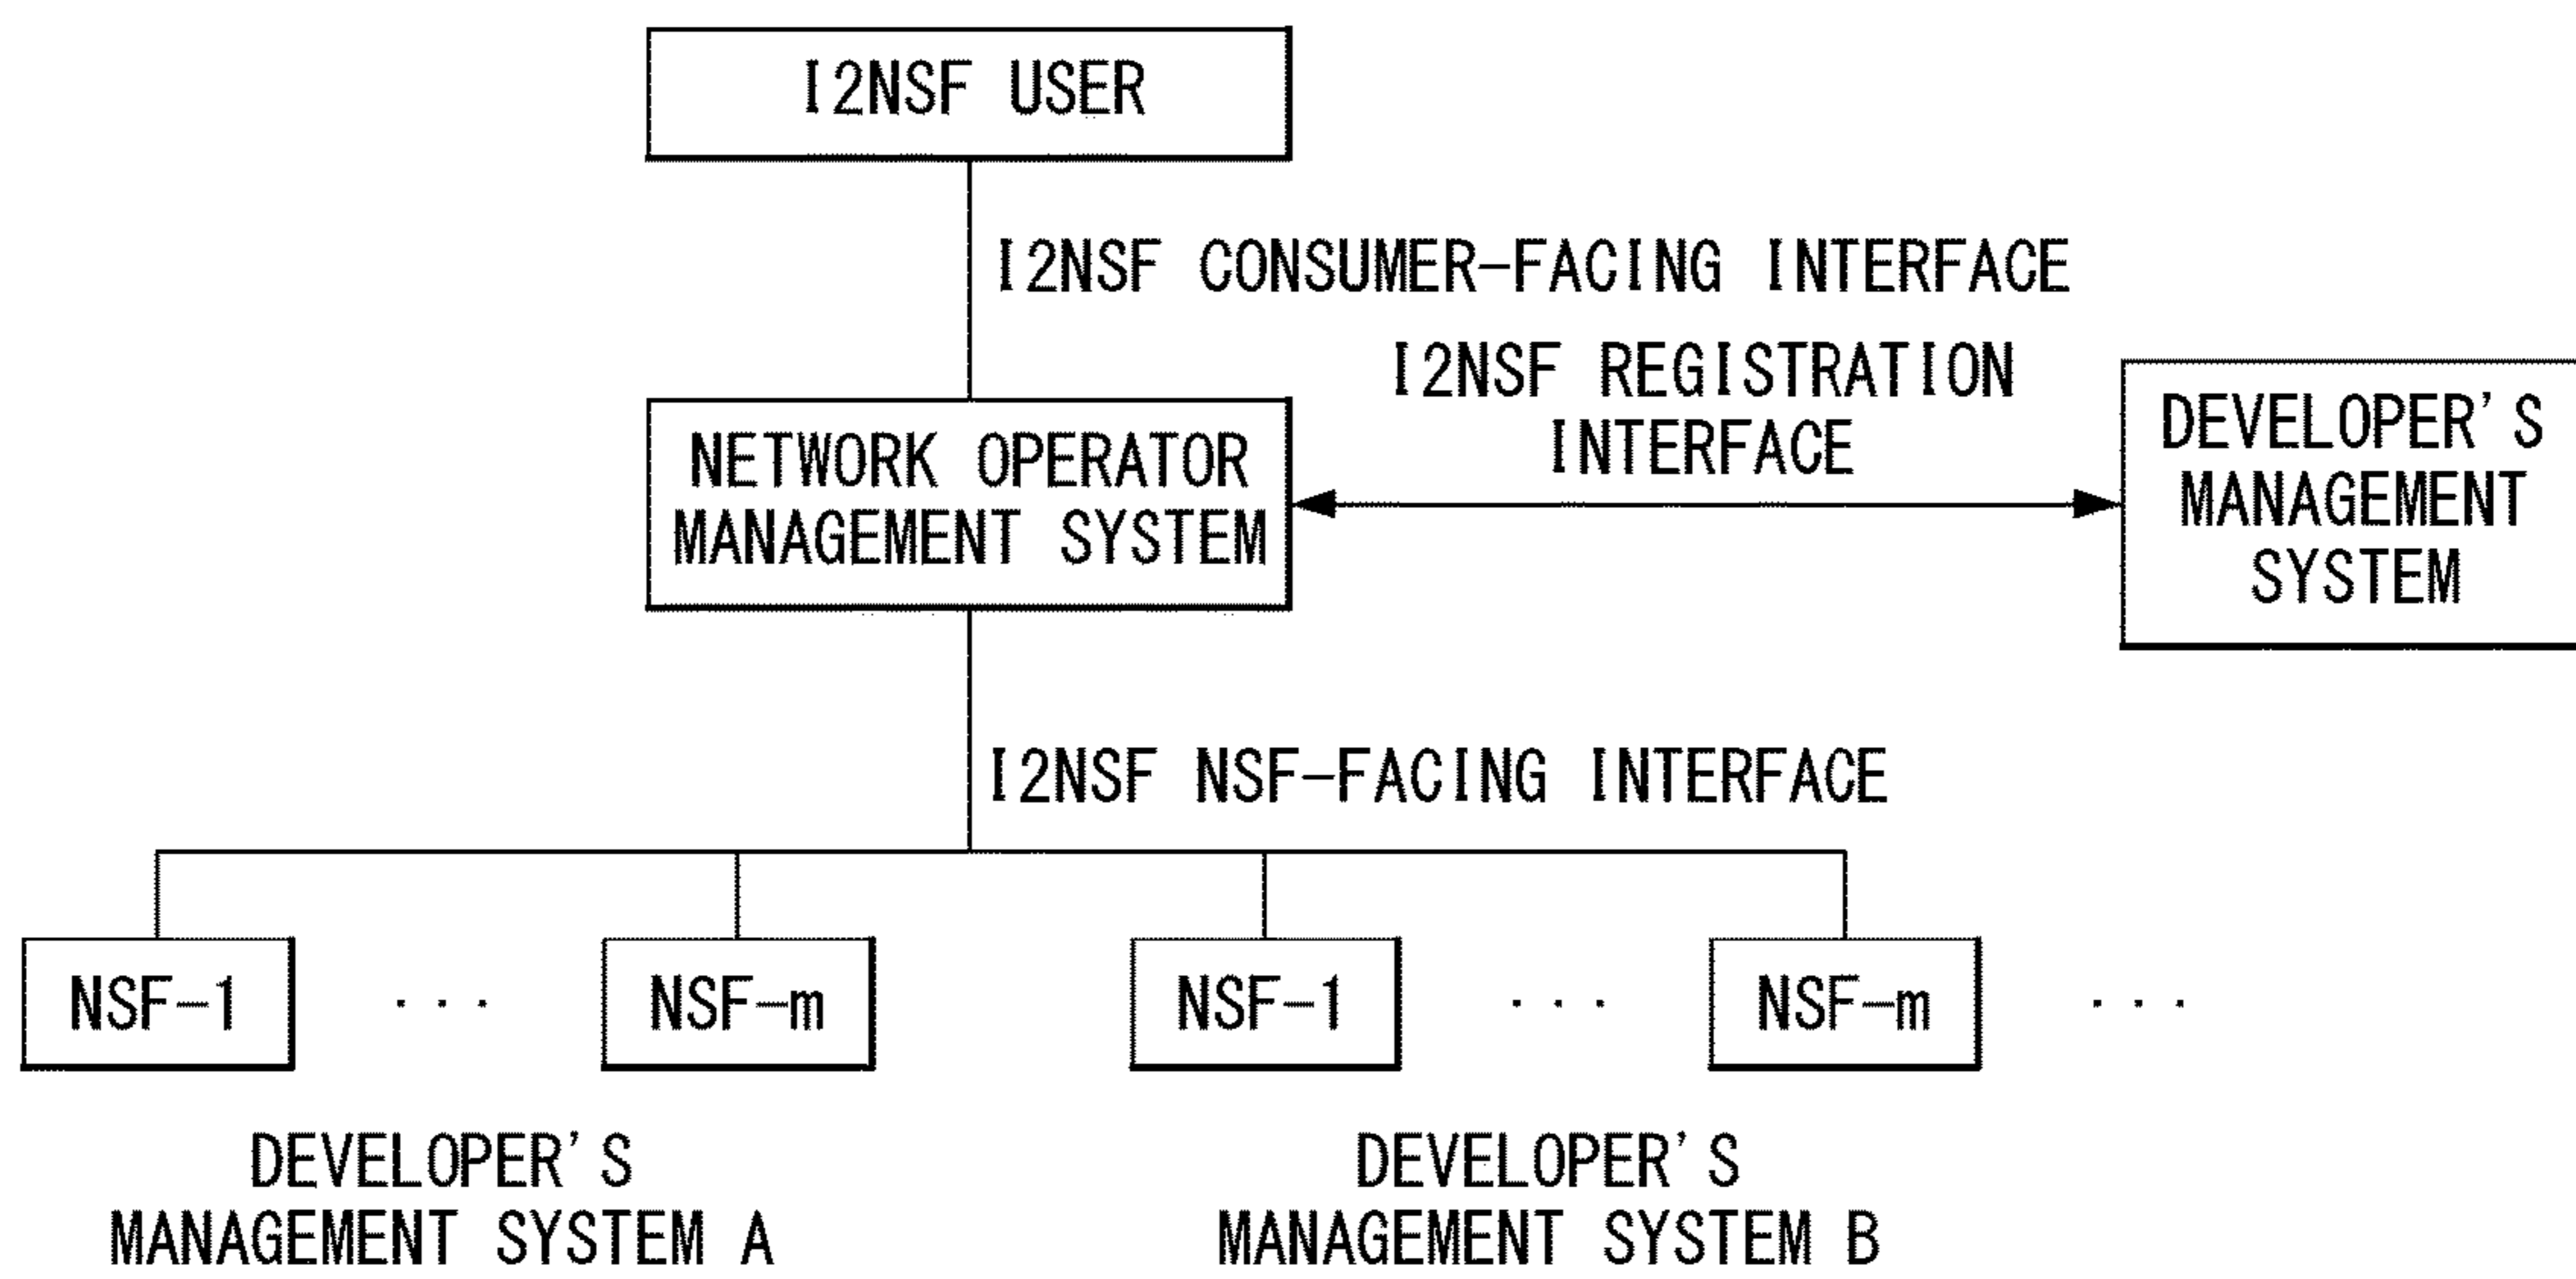 I2NSF USER
I2NSF CONSUMER-FACING INTERFACE
I2NSF REGISTRATION
INTERFACE
NETWORK OPERATOR
MANAGEMENT SYSTEM
DEVELOPER'S
MANAGEMENT
SYSTEM
I2NSF NSF-FACING INTERFACE
NSF-1 ... NSF-m NSF-1 ... NSF-m ...
DEVELOPER'S
MANAGEMENT SYSTEM A
DEVELOPER'S
MANAGEMENT SYSTEM B